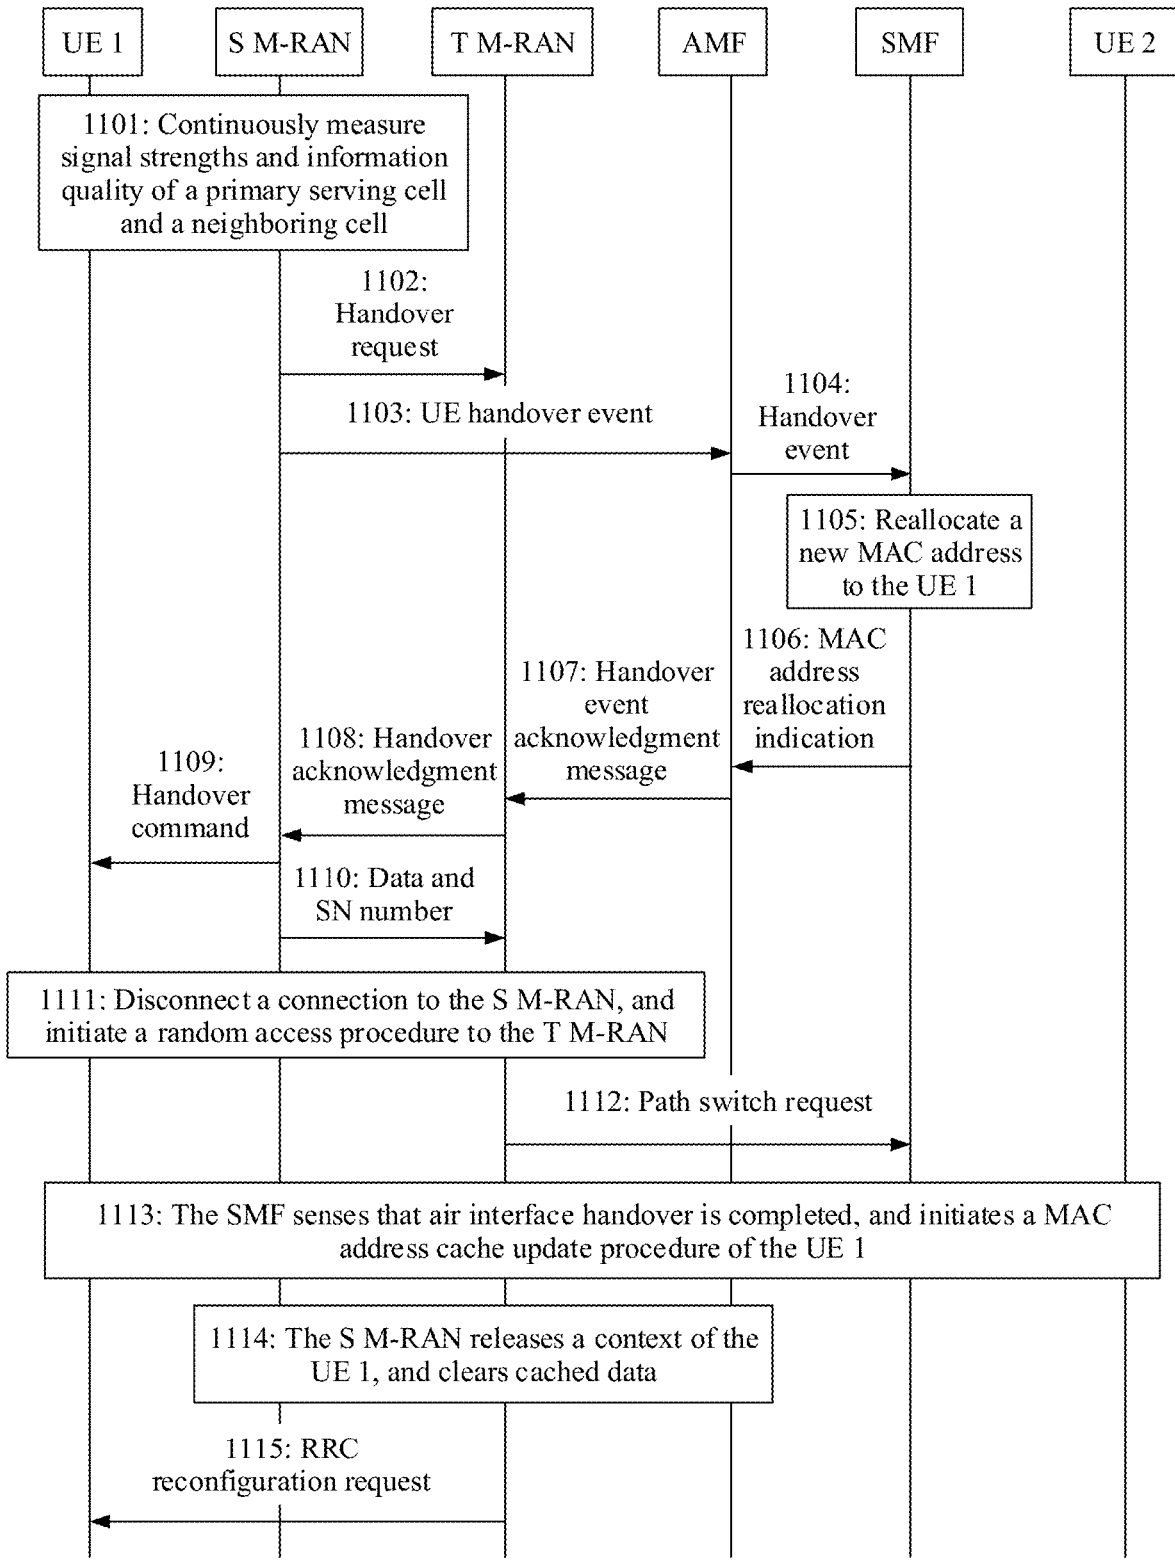 UE 1
S M-RAN
T M-RAN
AMF
SMF
UE 2
1101: Continuously measure
signal strengths and information
quality of a primary serving cell
and a neighboring cell
1102:
Handover
request
1103: UE handover event
1104:
Handover
event
1105: Reallocate a
new MAC address
to the UE 1
1106: MAC
address
reallocation
indication
1107: Handover
event
acknowledgment
message
1108: Handover
acknowledgment
message
1109:
Handover
command
1110: Data and
SN number
1111: Disconnect a connection to the S M-RAN, and
initiate a random access procedure to the T M-RAN
1112: Path switch request
1113: The SMF senses that air interface handover is completed, and initiates a MAC
address cache update procedure of the UE 1
1114: The S M-RAN releases a context of the
UE 1, and clears cached data
1115: RRC
reconfiguration request